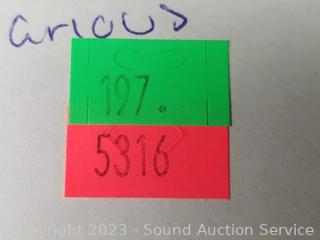 arious
197.
5316
Copyright 2023 - Sound Auction Service